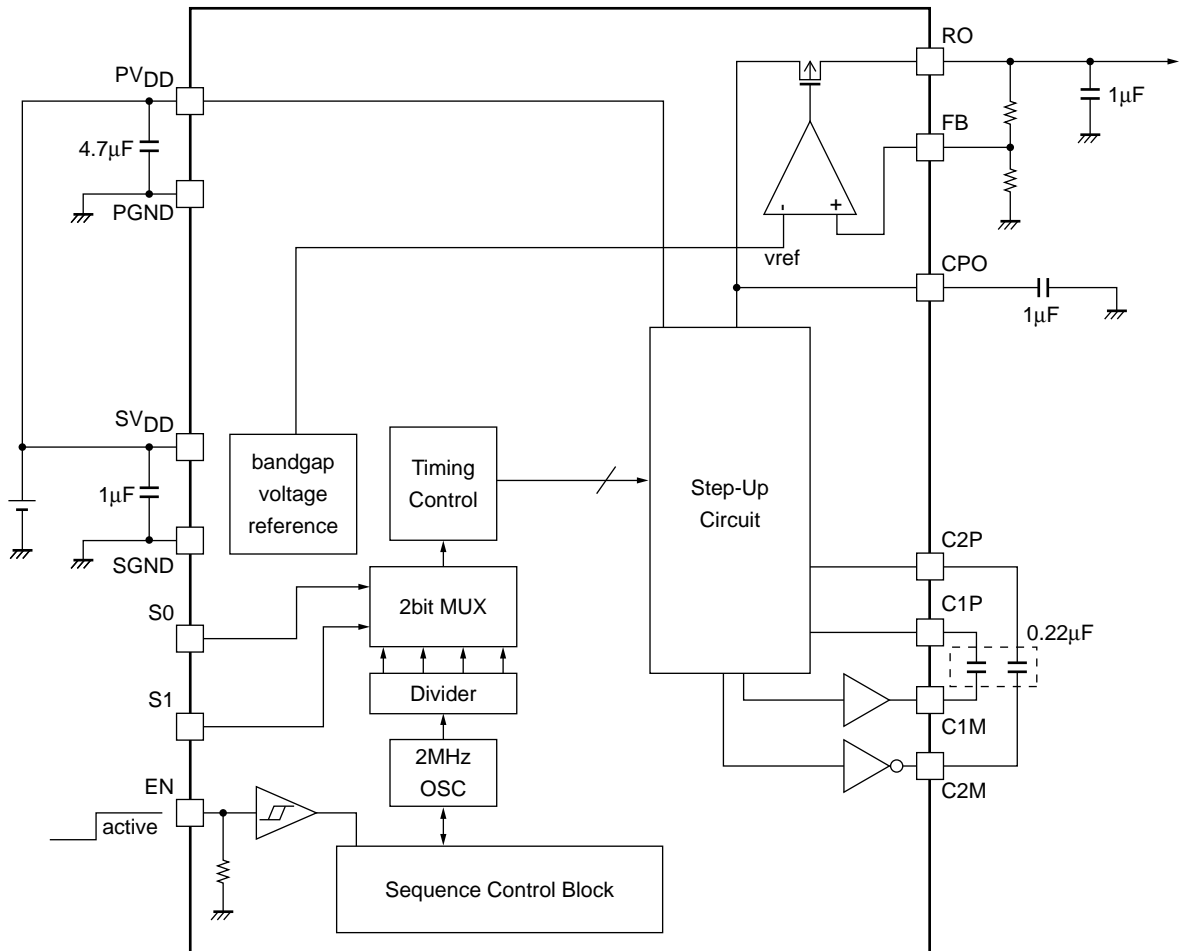 RO
PVDD
1μF
FB
4.7μF
PGND
- +
vref
CPO
1μF
SVDD
bandgap
voltage
reference
Timing
Control
Step-Up
Circuit
1μF
SGND
C2P
S0
2bit MUX
C1P
0.22μF
S1
Divider
C1M
2MHz
OSC
EN
C2M
active
Sequence Control Block